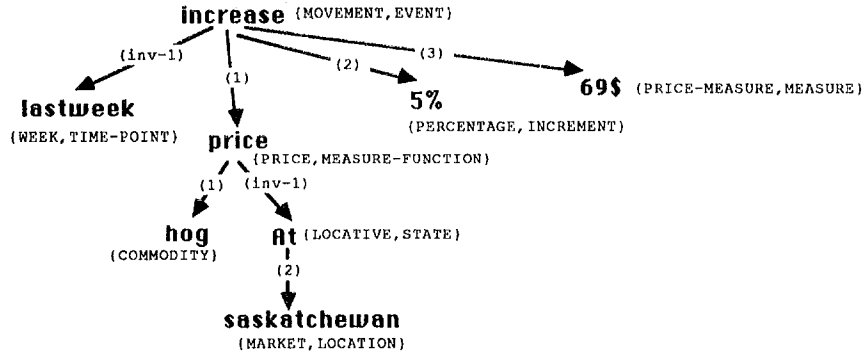 increase {MOVEMENT,EVENT}
(inv-1) (1) (2) (3)
lastweek
{WEEK,TIME-POINT}
5%
{PERCENTAGE,INCREMENT}
69$ {PRICE-MEASURE,MEASURE}
price
{PRICE,MEASURE-FUNCTION}
(1) (inv-1)
hog
{COMMODITY}
At {LOCATIVE,STATE}
(2)
saskatchewan
{MARKET,LOCATION}